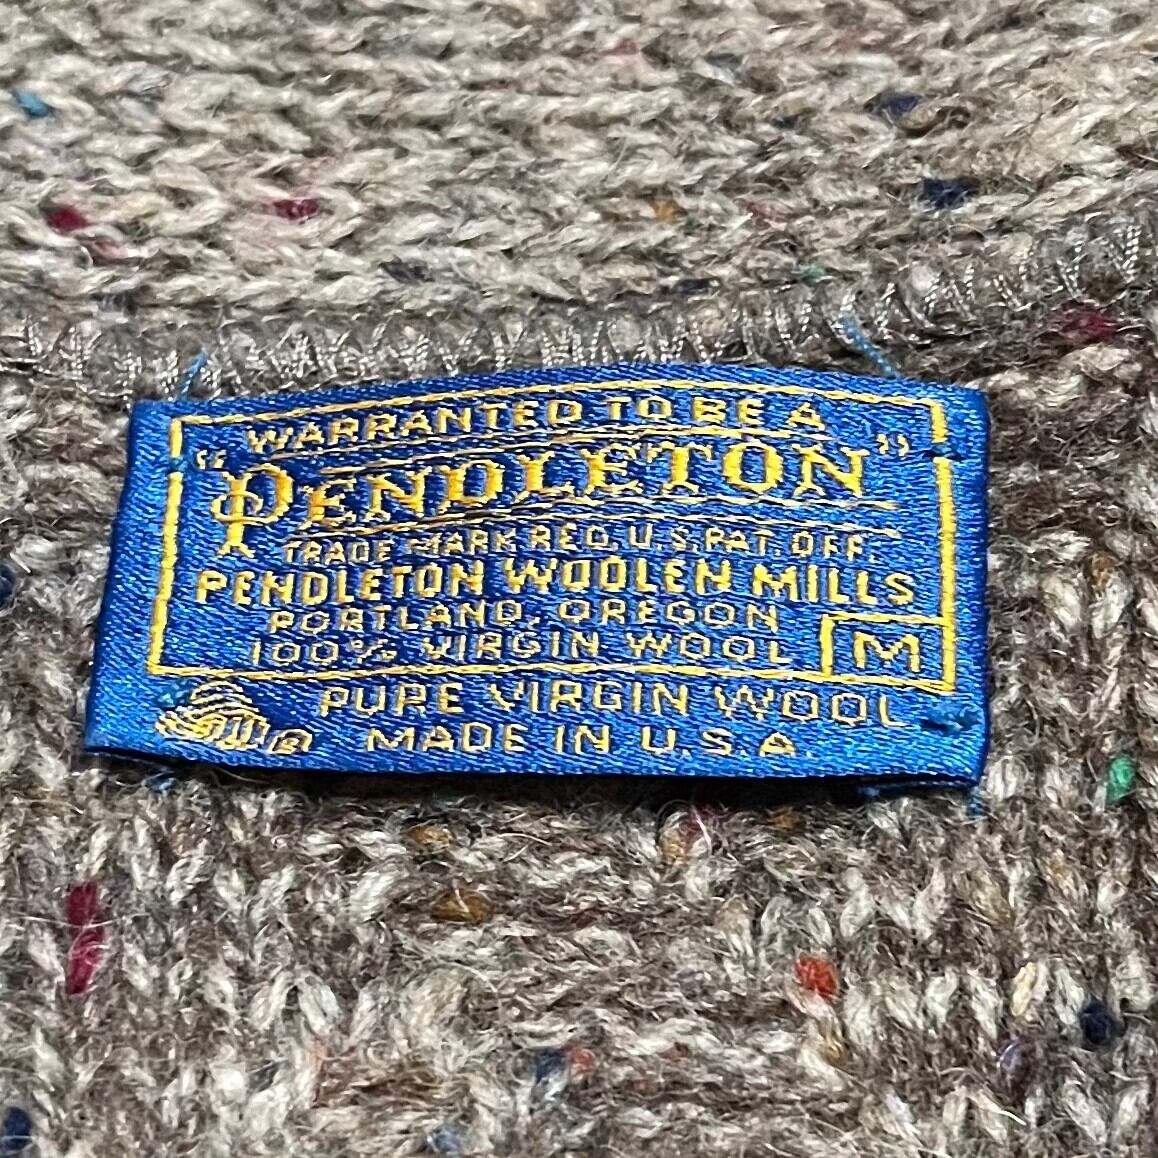 WARRANTED TO BE A
"PENDLETON"
TRADE MARK REG. U.S. PAT. OFF.
PENDLETON WOOLEN MILLS
PORTLAND, OREGON
100% VIRGIN WOOL M
PURE VIRGIN WOOL
MADE IN U.S.A.